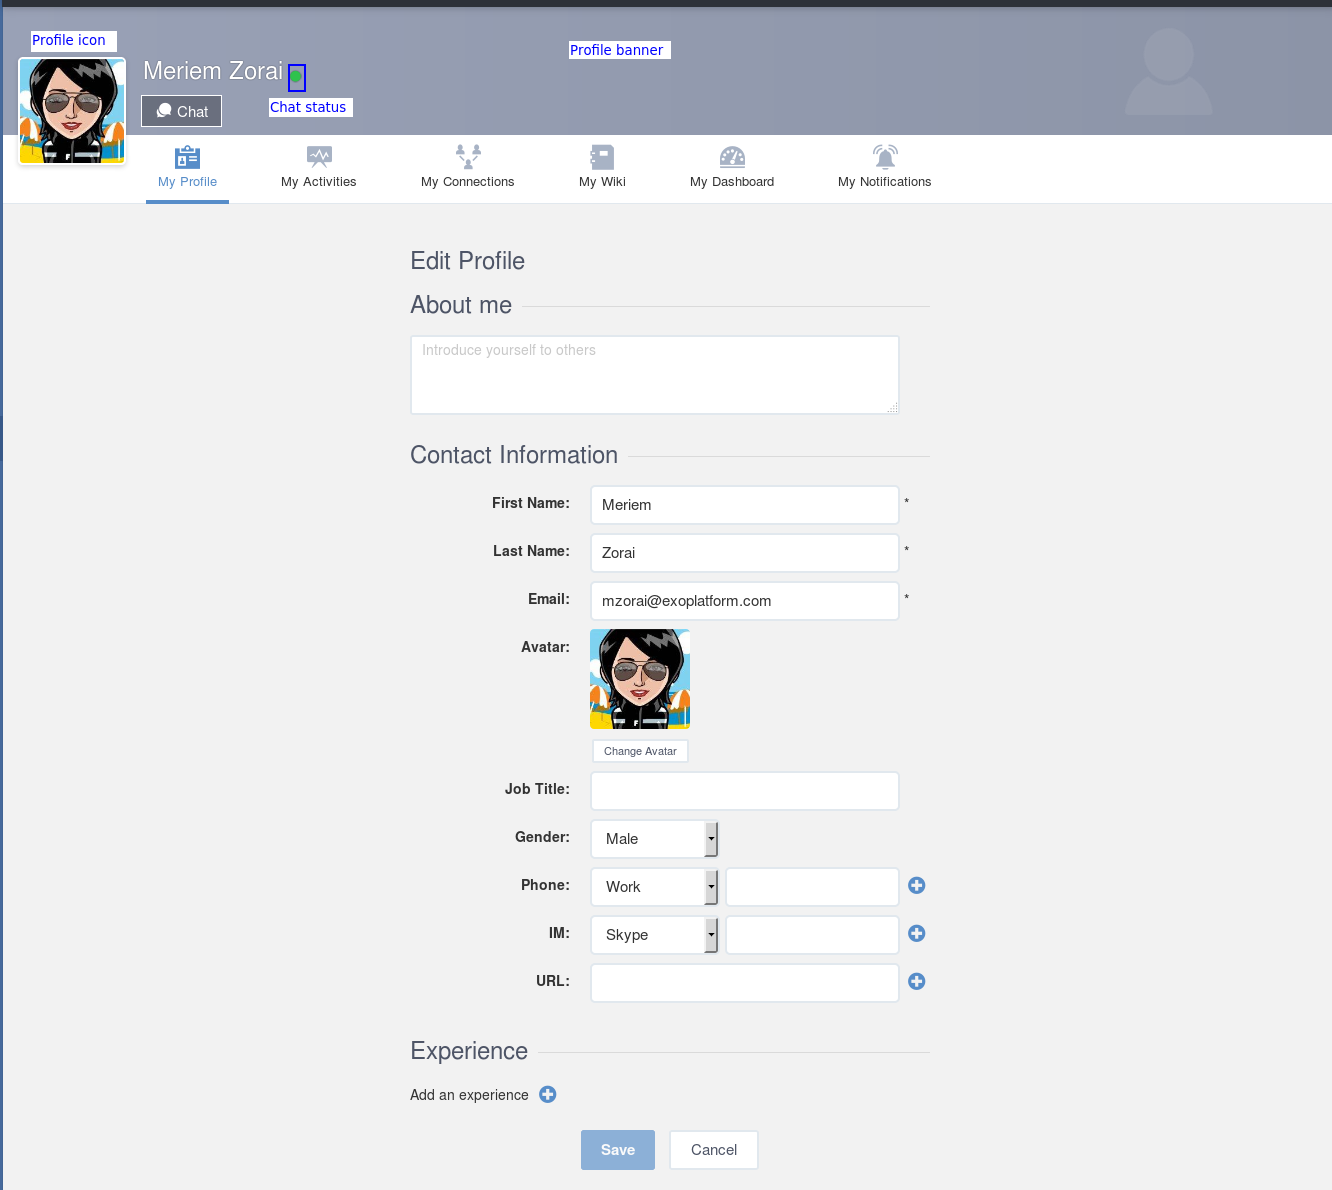 Profile icon
Profile banner
Meriem Zorai
Chat status
Chat
My Profile
My Activities
My Connections
My Wiki
My Dashboard
My Notifications
Edit Profile
About me
Introduce yourself to others
Contact Information
First Name: Meriem *
Last Name: Zorai *
Email: mzorai@exoplatform.com *
Avatar:
Change Avatar
Job Title:
Gender: Male
Phone: Work
IM: Skype
URL:
Experience
Add an experience
Save
Cancel